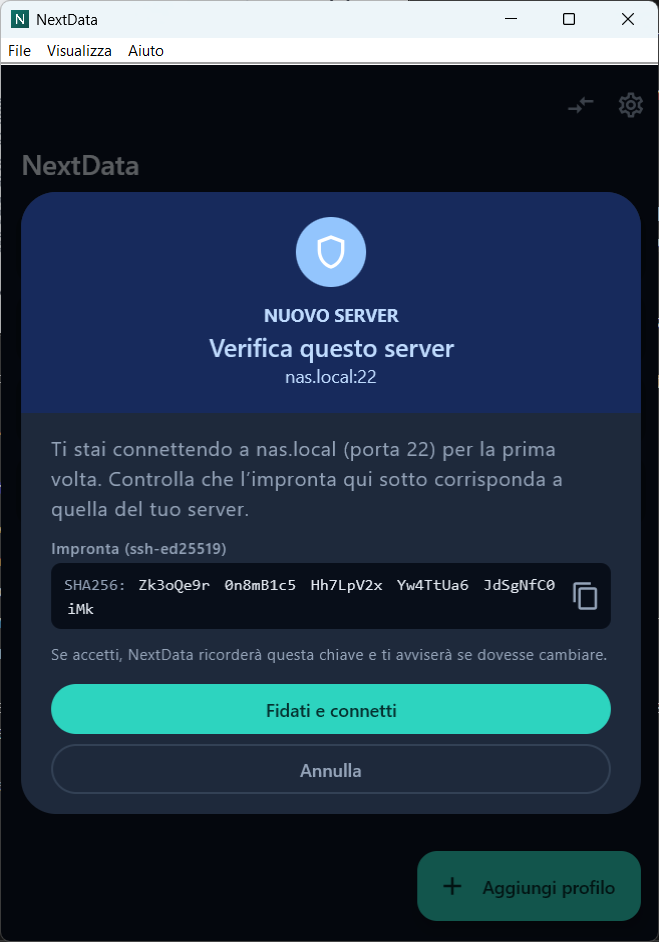 NextData
File Visualizza Aiuto
NextData
NUOVO SERVER
Verifica questo server
nas.local:22
Ti stai connettendo a nas.local (porta 22) per la prima
volta. Controlla che l’impronta qui sotto corrisponda a
quella del tuo server.
Impronta (ssh-ed25519)
SHA256: Zk3oQe9r 0n8mB1c5 Hh7LpV2x Yw4TtUa6 JdSgNfC0
iMk
Se accetti, NextData ricorderà questa chiave e ti avviserà se dovesse cambiare.
Fidati e connetti
Annulla
Aggiungi profilo